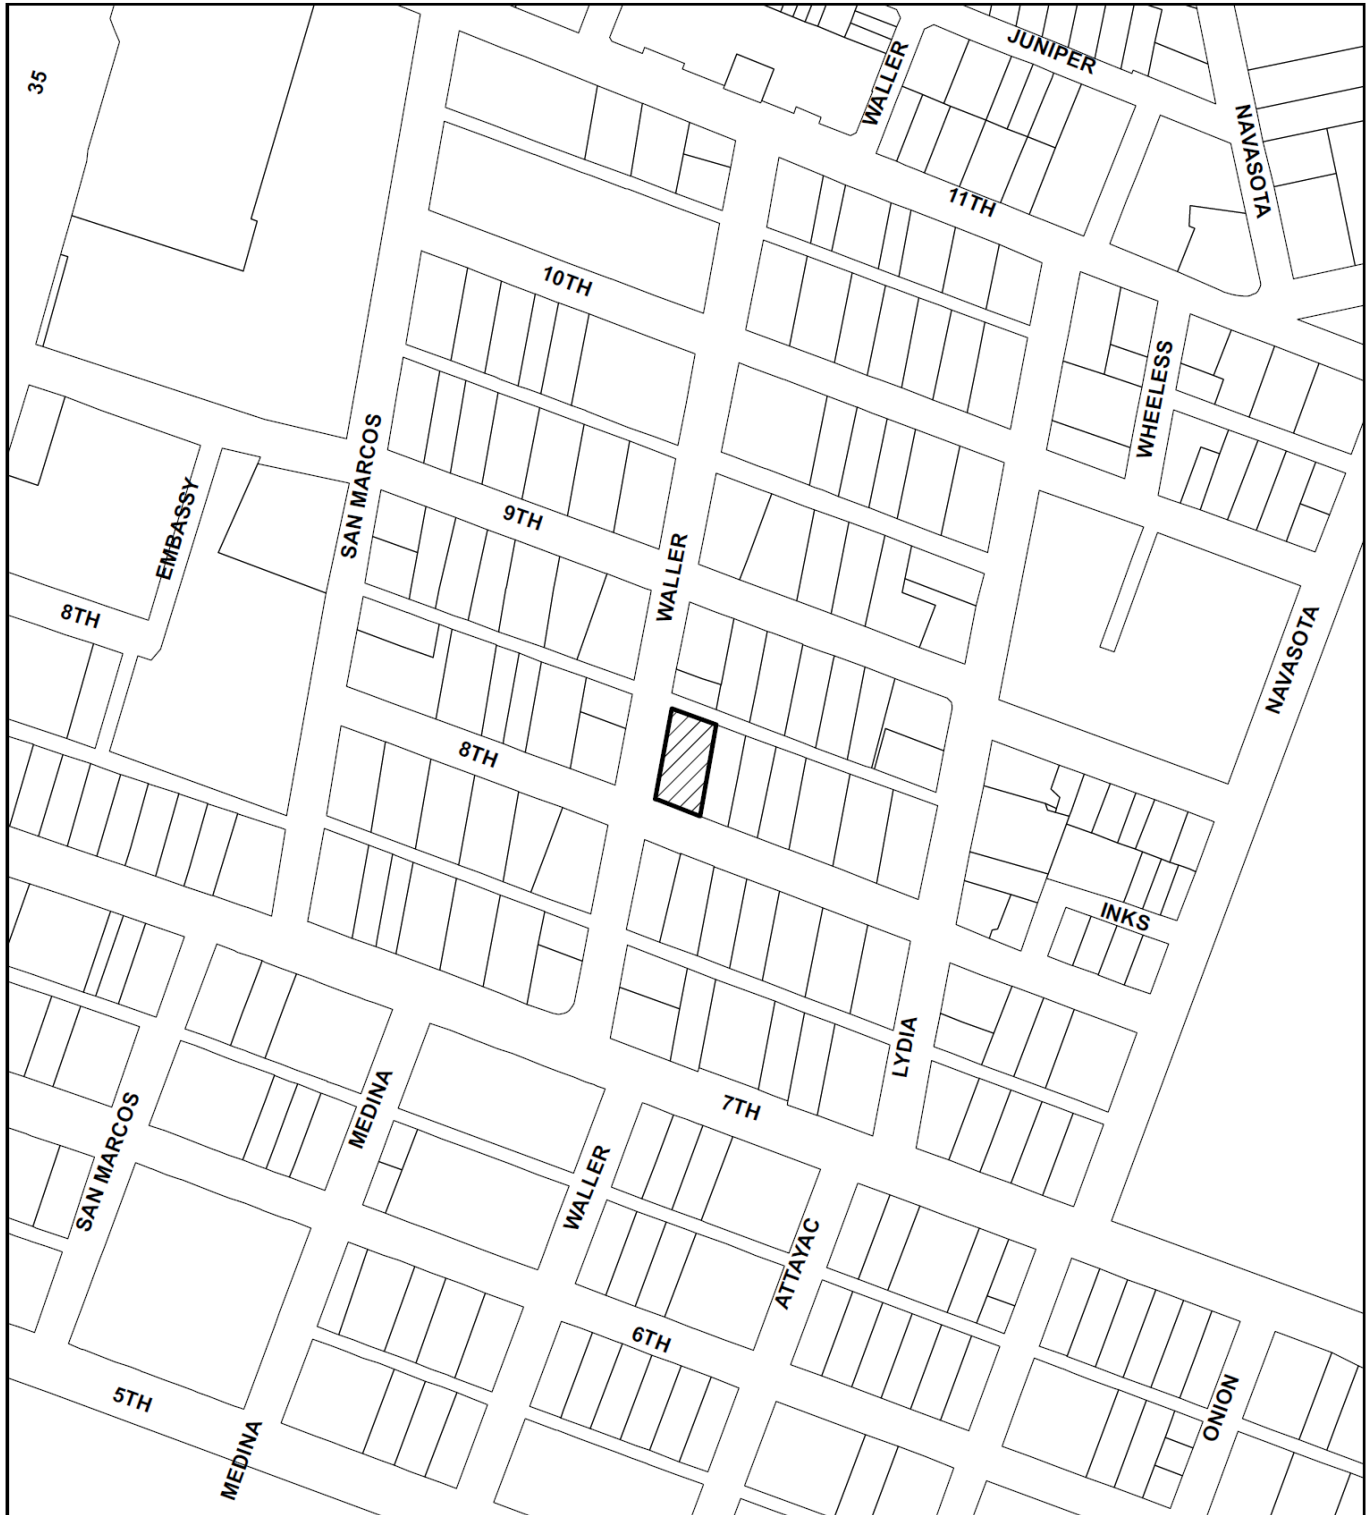 JUNIPER
WALLER
35
NAVASOTA
11TH
10TH
WHEELESS
SAN MARCOS
9TH
EMBASSY
WALLER
8TH
NAVASOTA
8TH
INKS
LYDIA
7TH
MEDINA
SAN MARCOS
WALLER
ATTAYAC
6TH
5TH
ONION
MEDINA